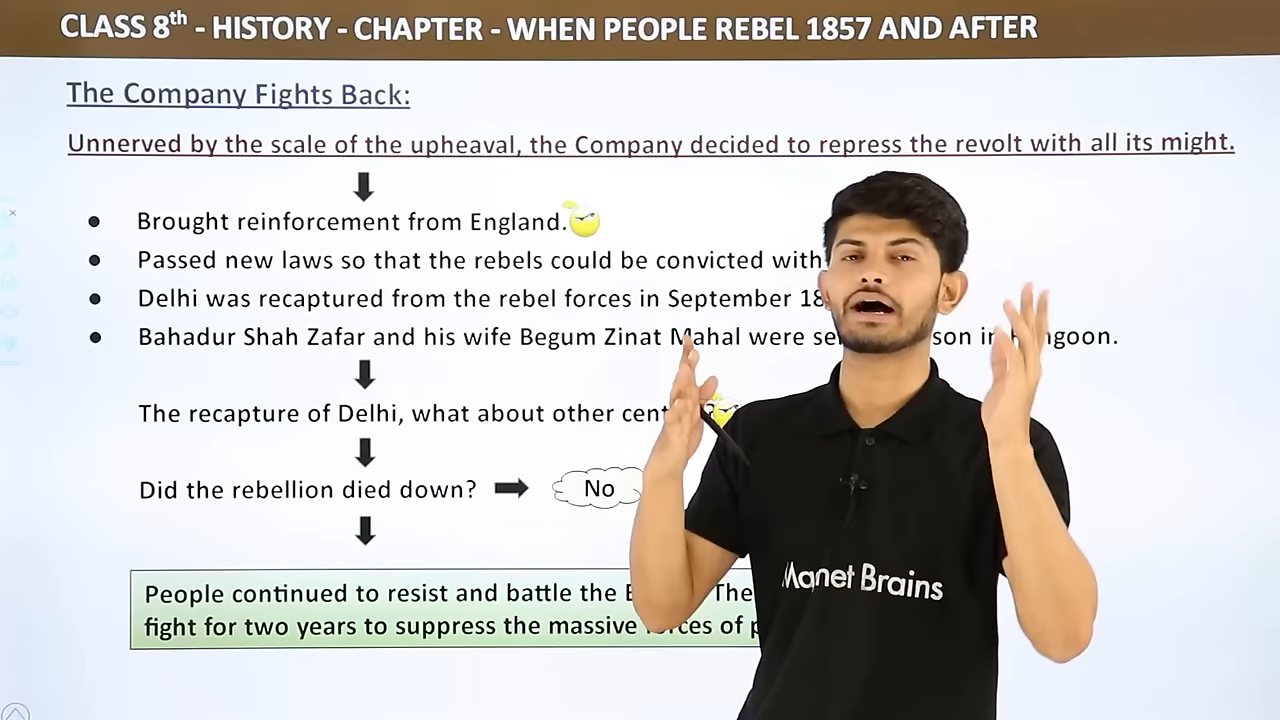 CLASS 8th - HISTORY - CHAPTER - WHEN PEOPLE REBEL 1857 AND AFTER
The Company Fights Back:
Unnerved by the scale of the upheaval, the Company decided to repress the revolt with all its might.
● Brought reinforcement from England.
● Passed new laws so that the rebels could be convicted with
● Delhi was recaptured from the rebel forces in September 18
● Bahadur Shah Zafar and his wife Begum Zinat Mahal were in
The recapture of Delhi, what about other
Did the rebellion died down? No
People continued to resist and battle the The
fight for two years to suppress the massive of
Magnet Brains